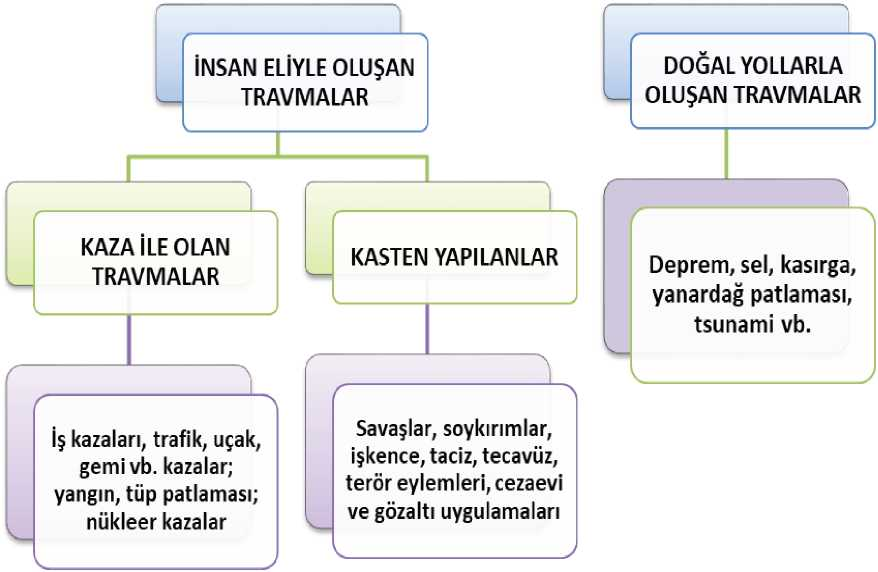 İNSAN ELİYLE OLUŞAN
TRAVMALAR
DOĞAL YOLLARLA
OLUŞAN TRAVMALAR
KAZA İLE OLAN
TRAVMALAR
KASTEN YAPILANLAR
Deprem, sel, kasırga,
yanardağ patlaması,
tsunami vb.
İş kazaları, trafik, uçak,
gemi vb. kazalar;
yangın, tüp patlaması;
nükleer kazalar
Savaşlar, soykırımlar,
işkence, taciz, tecavüz,
terör eylemleri, cezaevi
ve gözaltı uygulamaları